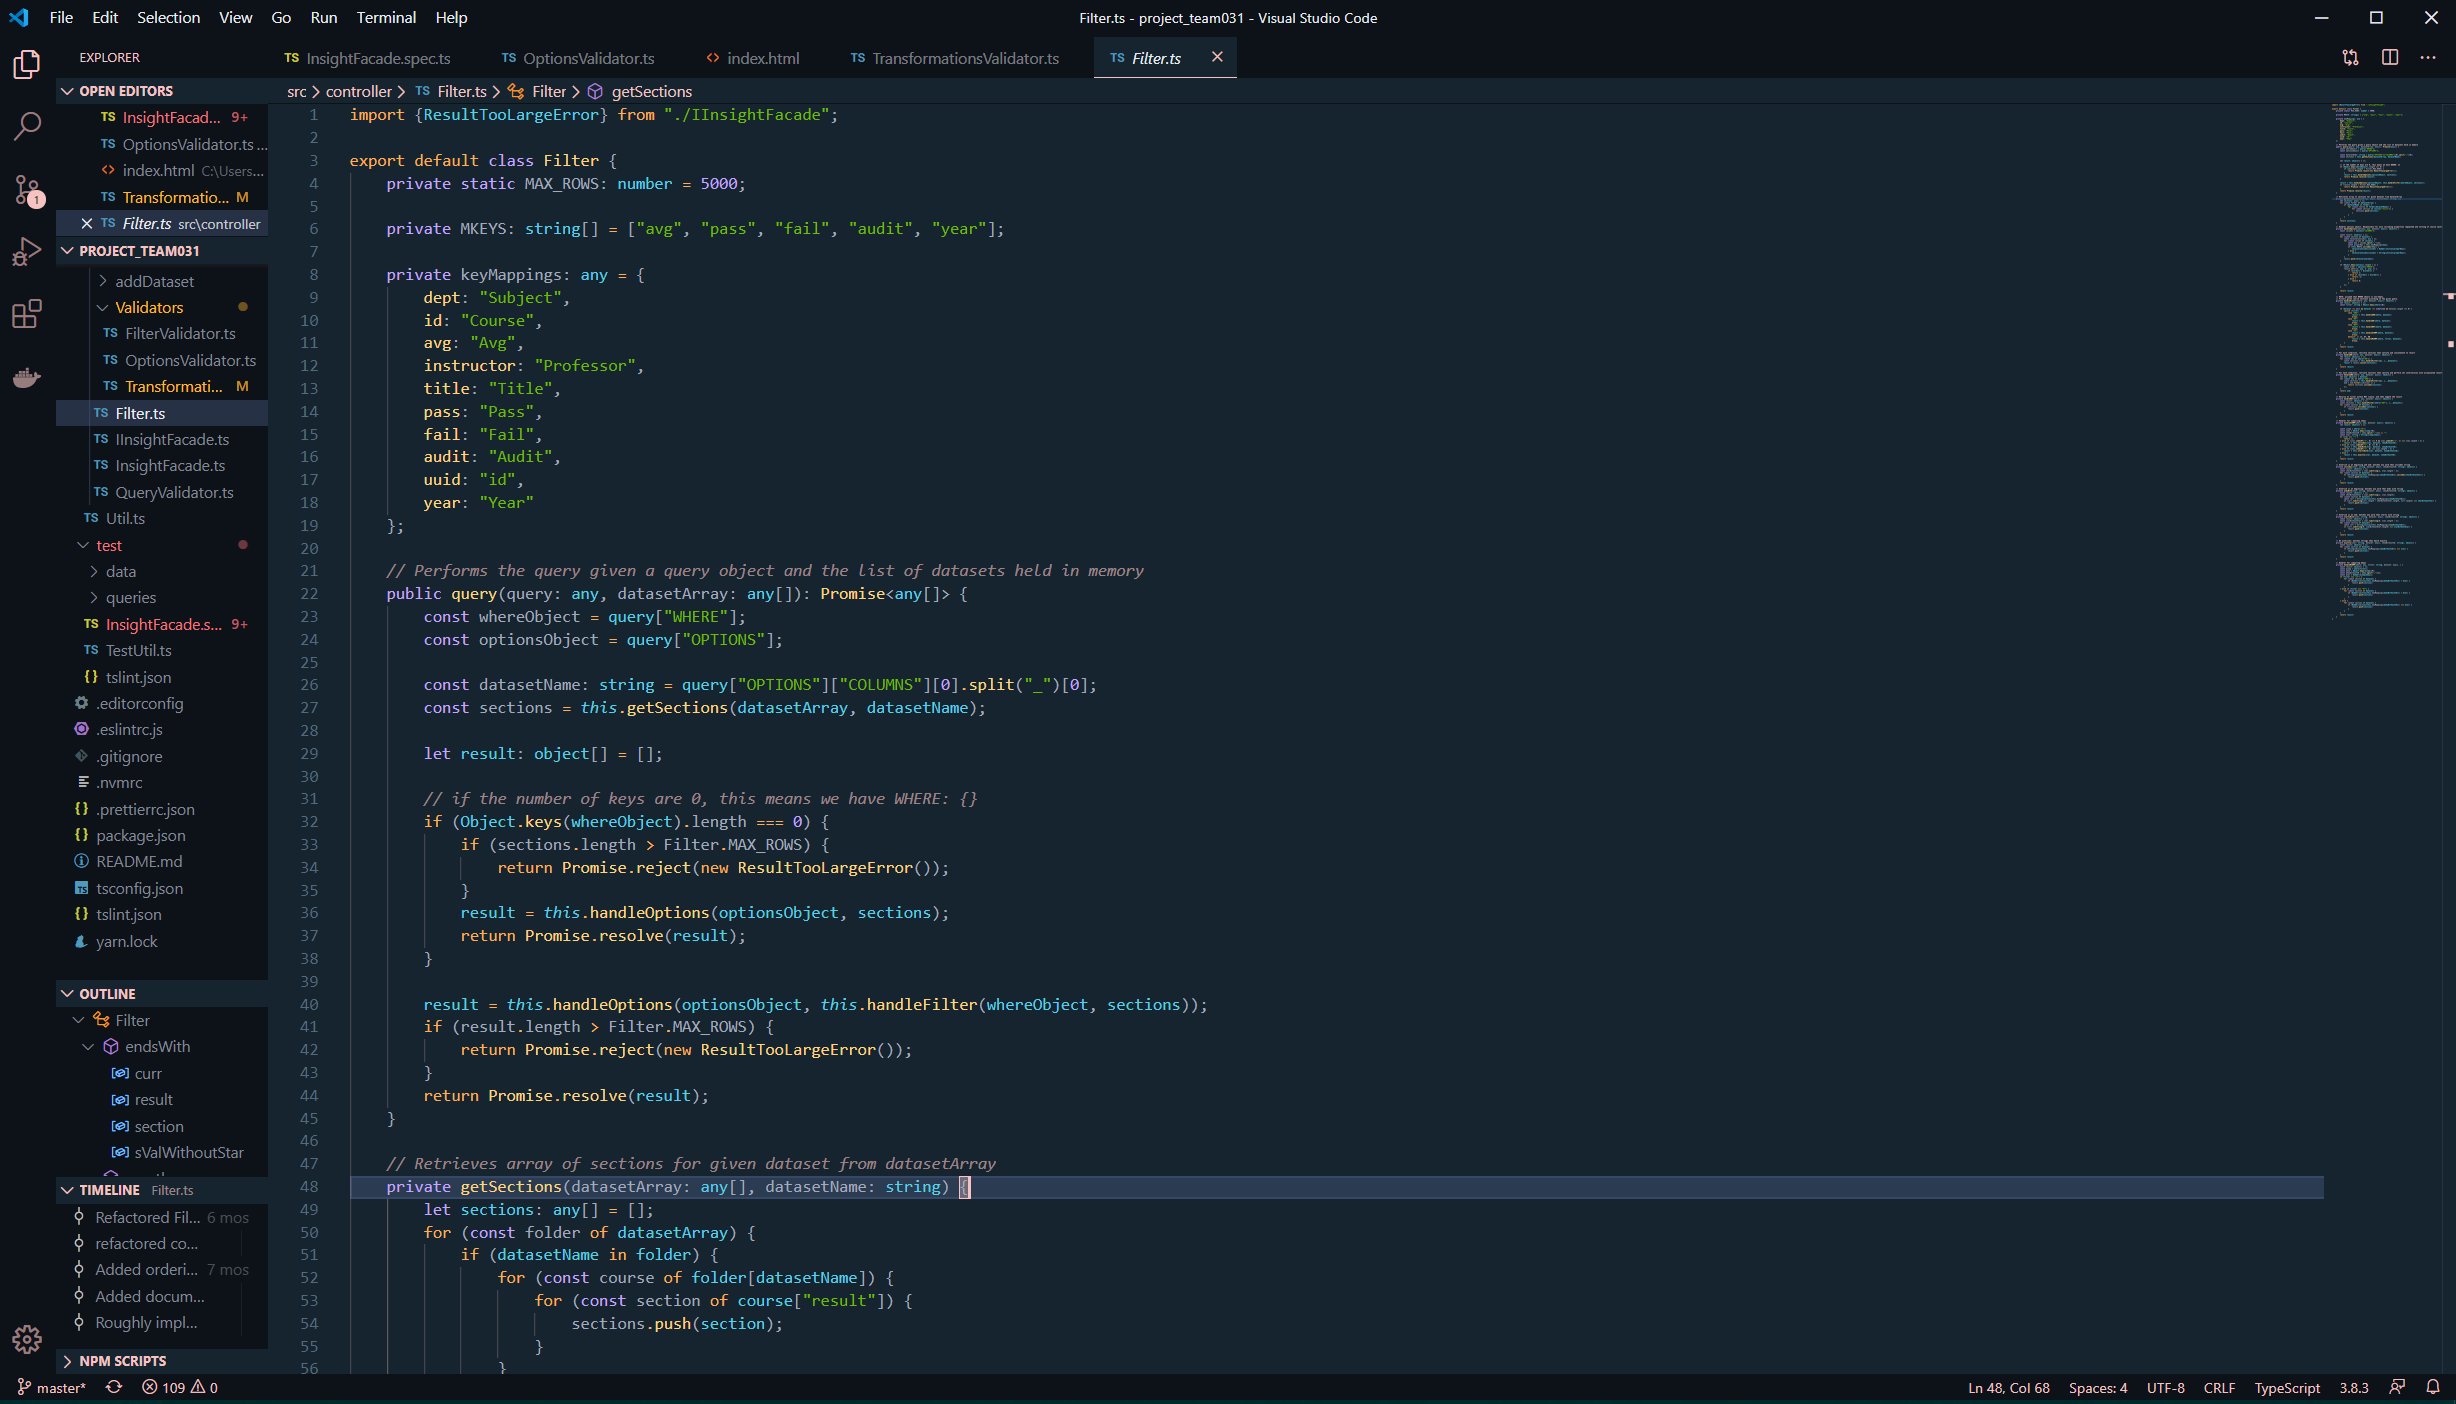 File Edit Selection View Go Run Terminal Help
Filter.ts - project_team031 - Visual Studio Code
EXPLORER
TS InsightFacade.spec.ts
TS OptionsValidator.ts
<> index.html
TS TransformationsValidator.ts
TS Filter.ts
OPEN EDITORS
TS InsightFacad... 9+
TS OptionsValidator.ts ...
<> index.html C:\Users...
TS Transformatio... M
TS Filter.ts src\controller
PROJECT_TEAM031
addDataset
Validators
TS FilterValidator.ts
TS OptionsValidator.ts
TS Transformati... M
TS Filter.ts
TS IInsightFacade.ts
TS InsightFacade.ts
TS QueryValidator.ts
TS Util.ts
test
data
queries
TS InsightFacade.s... 9+
TS TestUtil.ts
{} tslint.json
.editorconfig
.eslintrc.js
.gitignore
.nvmrc
{} .prettierrc.json
{} package.json
README.md
TS tsconfig.json
{} tslint.json
yarn.lock
OUTLINE
Filter
endsWith
curr
result
section
sValWithoutStar
TIMELINE Filter.ts
Refactored Fil... 6 mos
refactored co...
Added orderi... 7 mos
Added docum...
Roughly impl...
NPM SCRIPTS
1
src > controller > TS Filter.ts > Filter > getSections
1 import {ResultTooLargeError} from "./IInsightFacade";
2
3 export default class Filter {
4 private static MAX_ROWS: number = 5000;
5
6 private MKEYS: string[] = ["avg", "pass", "fail", "audit", "year"];
7
8 private keyMappings: any = {
9 dept: "Subject",
10 id: "Course",
11 avg: "Avg",
12 instructor: "Professor",
13 title: "Title",
14 pass: "Pass",
15 fail: "Fail",
16 audit: "Audit",
17 uuid: "id",
18 year: "Year"
19 };
20
21 // Performs the query given a query object and the list of datasets held in memory
22 public query(query: any, datasetArray: any[]): Promise<any[]> {
23 const whereObject = query["WHERE"];
24 const optionsObject = query["OPTIONS"];
25
26 const datasetName: string = query["OPTIONS"]["COLUMNS"][0].split("_")[0];
27 const sections = this.getSections(datasetArray, datasetName);
28
29 let result: object[] = [];
30
31 // if the number of keys are 0, this means we have WHERE: {}
32 if (Object.keys(whereObject).length === 0) {
33 if (sections.length > Filter.MAX_ROWS) {
34 return Promise.reject(new ResultTooLargeError());
35 }
36 result = this.handleOptions(optionsObject, sections);
37 return Promise.resolve(result);
38 }
39
40 result = this.handleOptions(optionsObject, this.handleFilter(whereObject, sections));
41 if (result.length > Filter.MAX_ROWS) {
42 return Promise.reject(new ResultTooLargeError());
43 }
44 return Promise.resolve(result);
45 }
46
47 // Retrieves array of sections for given dataset from datasetArray
48 private getSections(datasetArray: any[], datasetName: string) {
49 let sections: any[] = [];
50 for (const folder of datasetArray) {
51 if (datasetName in folder) {
52 for (const course of folder[datasetName]) {
53 for (const section of course["result"]) {
54 sections.push(section);
55 }
56 }
master* 109 0
Ln 48, Col 68 Spaces: 4 UTF-8 CRLF TypeScript 3.8.3